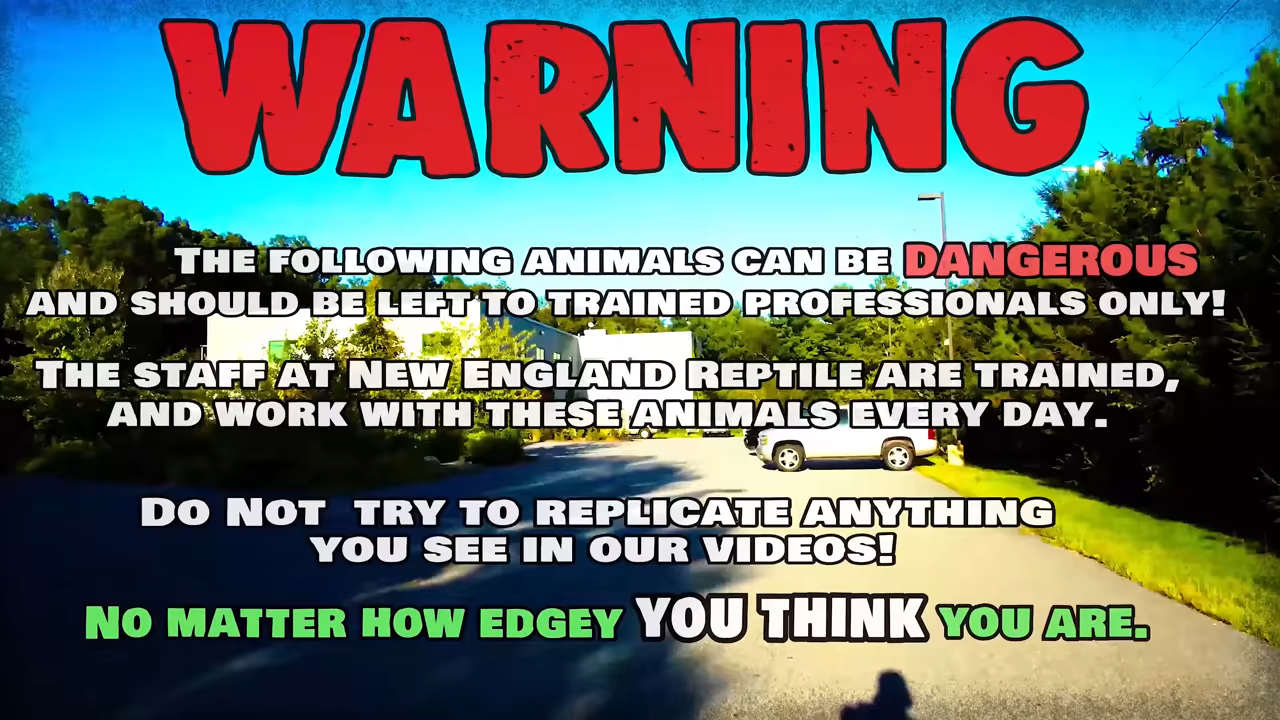 WARNING
THE FOLLOWING ANIMALS CAN BE DANGEROUS
AND SHOULD BE LEFT TO TRAINED PROFESSIONALS ONLY!
THE STAFF AT NEW ENGLAND REPTILE ARE TRAINED,
AND WORK WITH THESE ANIMALS EVERY DAY.
DO NOT TRY TO REPLICATE ANYTHING
YOU SEE IN OUR VIDEOS!
NO MATTER HOW EDGEY YOU THINK YOU ARE.